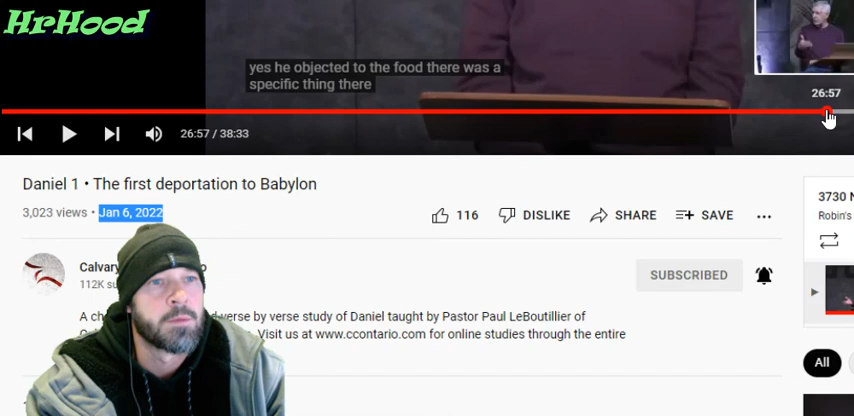 HrHood
yes he objected to the food there was a
specific thing there
26:57
26:57 / 38:33
Daniel 1 • The first deportation to Babylon
3,023 views • Jan 6, 2022
116 DISLIKE SHARE SAVE ...
3730
Robin's
Calvary
112K
SUBSCRIBED
verse by verse study of Daniel taught by Pastor Paul LeBoutillier of
Visit us at www.ccontario.com for online studies through the entire
All